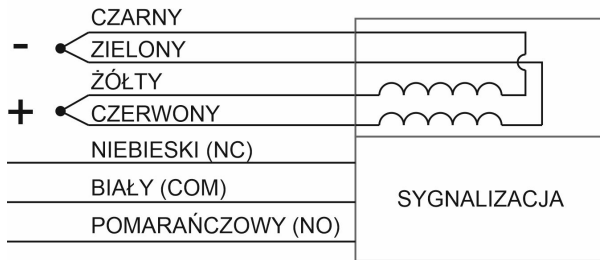 CZARNY
- ZIELONY
ŻÓŁTY
+ CZERWONY
NIEBIESKI (NC)
BIAŁY (COM)
SYGNALIZACJA
POMARAŃCZOWY (NO)